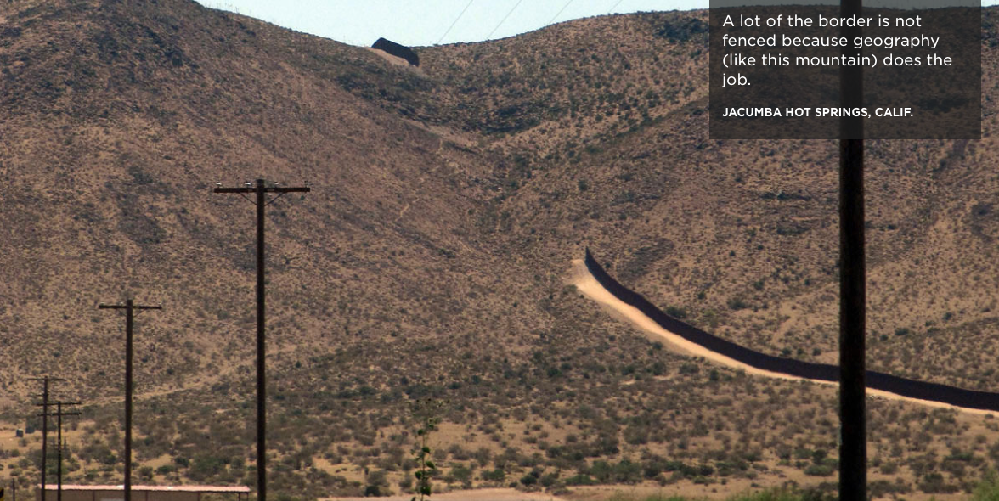 A lot of the border is not
fenced because geography
(like this mountain) does the
job.
JACUMBA HOT SPRINGS, CALIF.